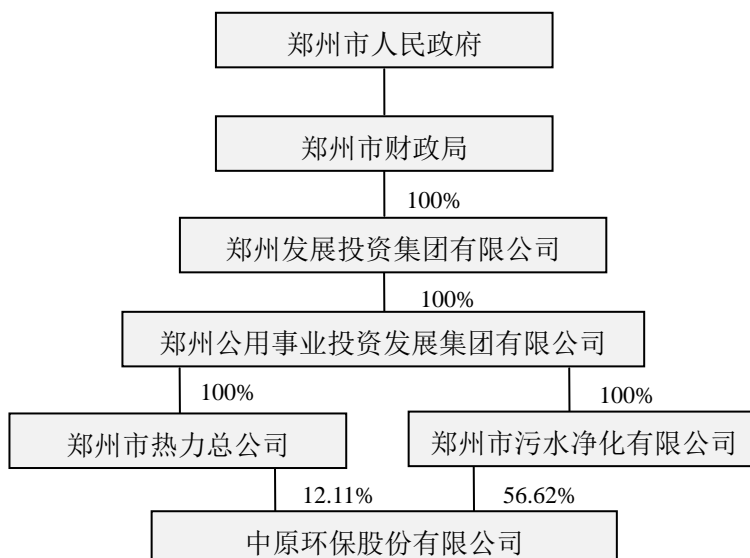 郑州市人民政府
郑州市财政局
100%
郑州发展投资集团有限公司
100%
郑州公用事业投资发展集团有限公司
100%
100%
郑州市热力总公司
郑州市污水净化有限公司
12.11%
56.62%
中原环保股份有限公司